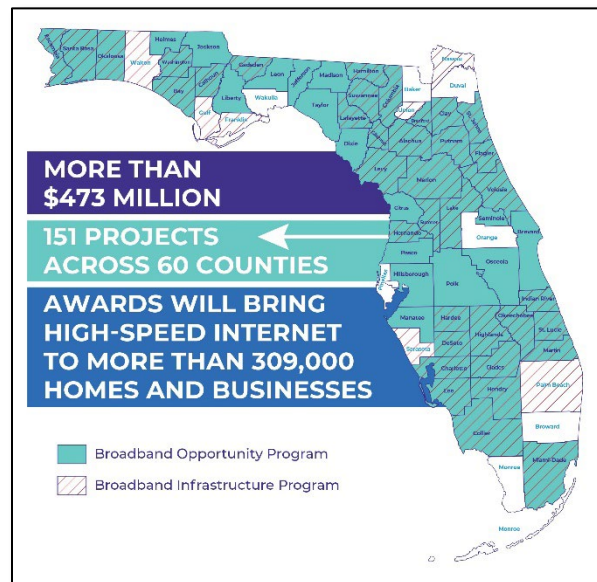 Escambia
Santa Rosa
Okaloosa
Walton
Holmes
Washington
Bay
Jackson
Calhoun
Gulf
Gadsden
Liberty
Franklin
Leon
Wakulla
Jefferson
Madison
Taylor
Hamilton
Suwannee
Lafayette
Dixie
Columbia
Baker
Union
Nassau
Duval
Clay
St. Johns
Alachua
Putnam
Flagler
Levy
Marion
Volusia
Citrus
Lake
Sumter
Hernando
Seminole
Orange
Brevard
Pasco
Pinellas
Hillsborough
Polk
Osceola
Indian River
Manatee
Hardee
Highlands
Okeechobee
St. Lucie
Sarasota
DeSoto
Martin
Charlotte
Glades
Lee
Hendry
Palm Beach
Collier
Broward
Monroe
Miami-Dade
Monroe
MORE THAN
$473 MILLION
151 PROJECTS
ACROSS 60 COUNTIES
AWARDS WILL BRING
HIGH-SPEED INTERNET
TO MORE THAN 309,000
HOMES AND BUSINESSES
Broadband Opportunity Program
Broadband Infrastructure Program